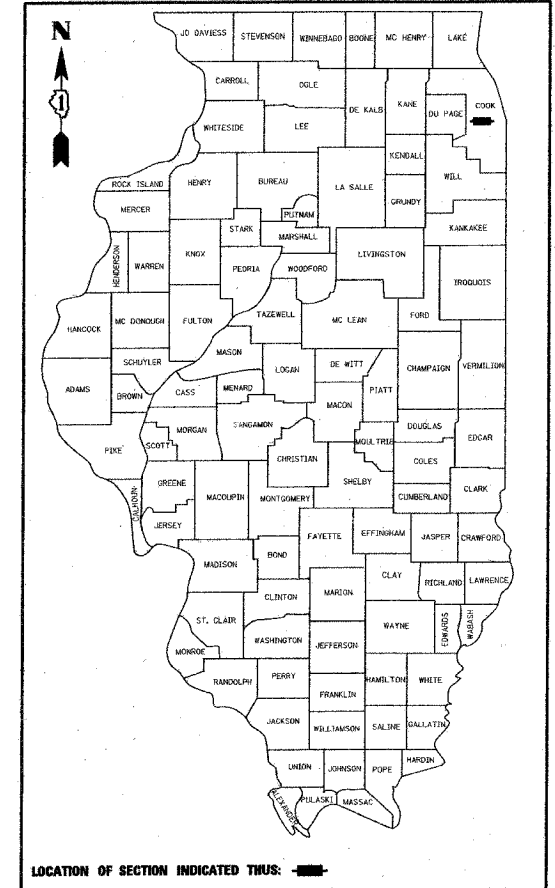 N
JO DAVIESS STEVENSON WINNEBAGO BOONE MC HENRY LAKE
CARROLL OGLE
DE KALB KANE COOK
DU PAGE
WHITESIDE LEE
KENDALL
WILL
ROCK ISLAND HENRY BUREAU LA SALLE
GRUNDY
MERCER PUTNAM KANKAKEE
STARK MARSHALL
HENDERSON WARREN KNOX PEORIA WOODFORD LIVINGSTON
IROQUOIS
HANCOCK MC DONOUGH FULTON TAZEWELL MC LEAN FORD
MASON
SCHUYLER LOGAN DE WITT CHAMPAIGN VERMILION
ADAMS BROWN CASS MENARD PIATT
MACON
MORGAN SANGAMON DOUGLAS
PIKE SCOTT CHRISTIAN MOULTRIE COLES EDGAR
GREENE SHELBY
CALHOUN MACOUPIN MONTGOMERY CUMBERLAND CLARK
JERSEY FAYETTE EFFINGHAM JASPER CRAWFORD
MADISON BOND
CLAY RICHLAND LAWRENCE
CLINTON MARION
ST. CLAIR WAYNE EDWARDS WABASH
WASHINGTON JEFFERSON
MONROE
RANDOLPH PERRY HAMILTON WHITE
FRANKLIN
JACKSON WILLIAMSON SALINE GALLATIN
UNION JOHNSON POPE HARDIN
ALEXANDER PULASKI MASSAC
LOCATION OF SECTION INDICATED THUS: